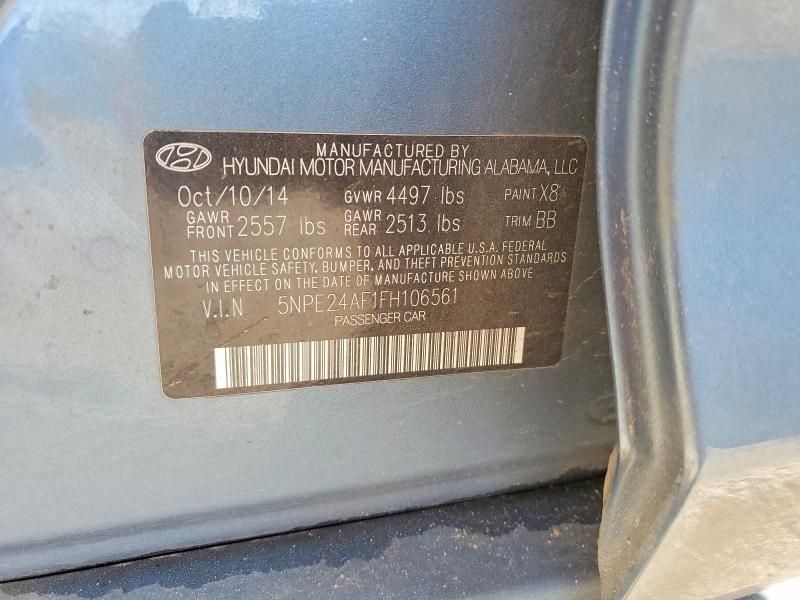 MANUFACTURED BY
HYUNDAI MOTOR MANUFACTURING ALABAMA, LLC
Oct/10/14 GVWR 4497 lbs PAINT X8
GAWR FRONT 2557 lbs GAWR REAR 2513 lbs TRIM BB
THIS VEHICLE CONFORMS TO ALL APPLICABLE U.S.A. FEDERAL
MOTOR VEHICLE SAFETY, BUMPER, AND THEFT PREVENTION STANDARDS
IN EFFECT ON THE DATE OF MANUFACTURE SHOWN ABOVE
V.I.N 5NPE24AF1FH106561
PASSENGER CAR